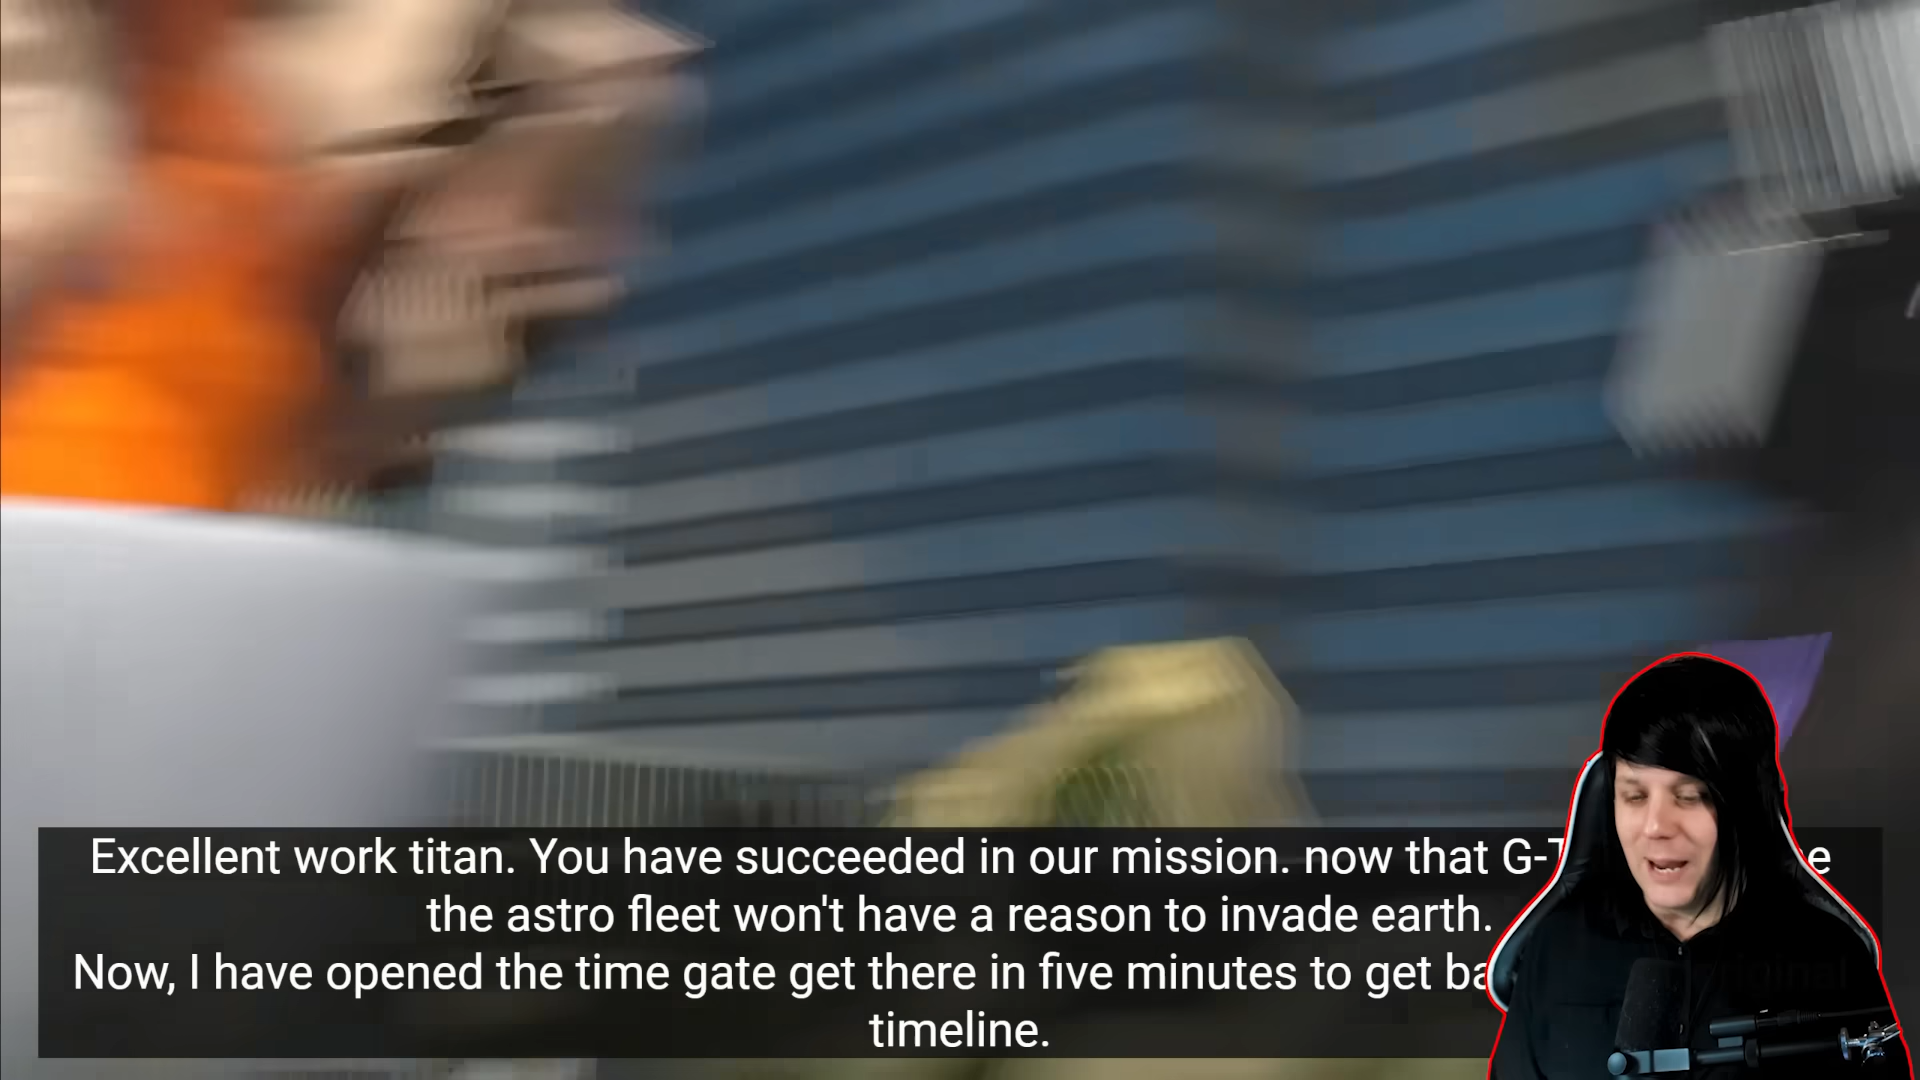 Excellent work titan. You have succeeded in our mission. now that G-
the astro fleet won't have a reason to invade earth.
Now, I have opened the time gate get there in five minutes to get
timeline.